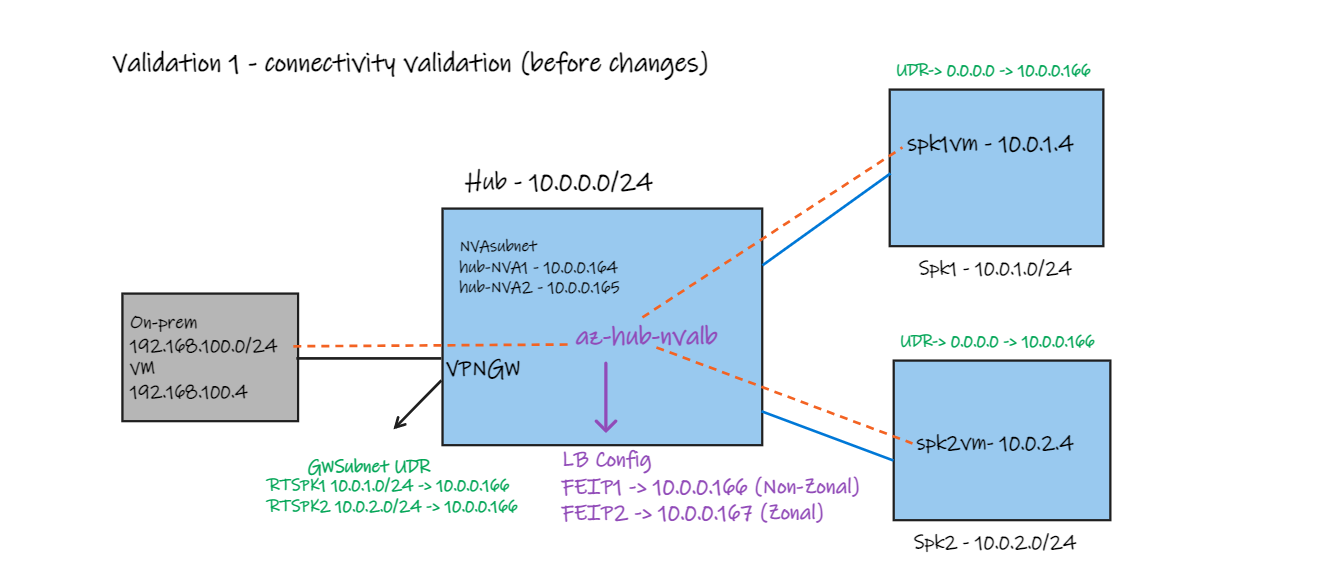 Validation 1 - connectivity validation (before changes)
UDR-> 0.0.0.0 -> 10.0.0.166
spk1vm - 10.0.1.4
Spk1 - 10.0.1.0/24
Hub - 10.0.0.0/24
NVAsubnet
hub-NVA1 - 10.0.0.164
hub-NVA2 - 10.0.0.165
az-hub-nvalb
VPNGW
On-prem
192.168.100.0/24
VM
192.168.100.4
GWSubnet UDR
RTSPK1 10.0.1.0/24 -> 10.0.0.166
RTSPK2 10.0.2.0/24 -> 10.0.0.166
LB Config
FEIP1 -> 10.0.0.166 (Non-Zonal)
FEIP2 -> 10.0.0.167 (Zonal)
UDR-> 0.0.0.0 -> 10.0.0.166
spk2vm- 10.0.2.4
Spk2 - 10.0.2.0/24